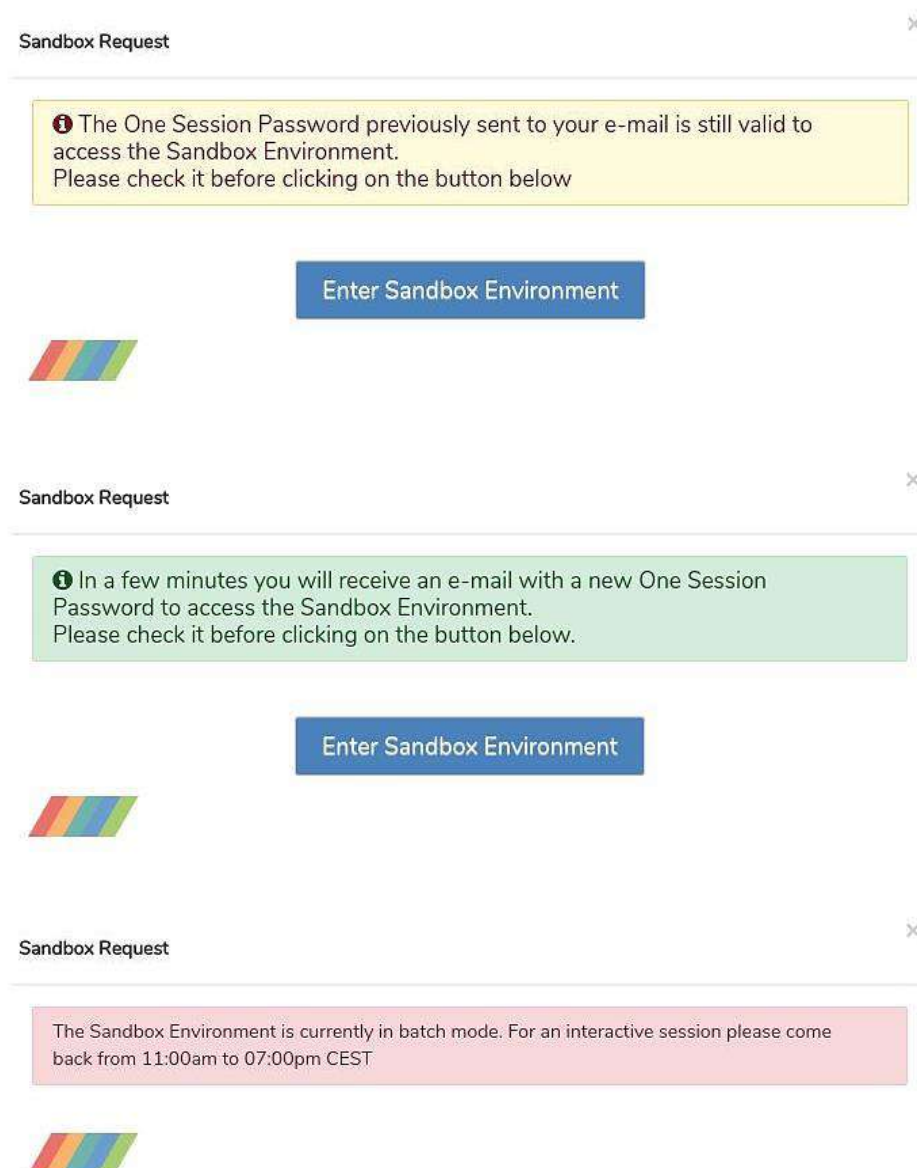 Sandbox Request
The One Session Password previously sent to your e-mail is still valid to
access the Sandbox Environment.
Please check it before clicking on the button below
Enter Sandbox Environment
Sandbox Request
In a few minutes you will receive an e-mail with a new One Session
Password to access the Sandbox Environment.
Please check it before clicking on the button below.
Enter Sandbox Environment
Sandbox Request
The Sandbox Environment is currently in batch mode. For an interactive session please come
back from 11:00am to 07:00pm CEST